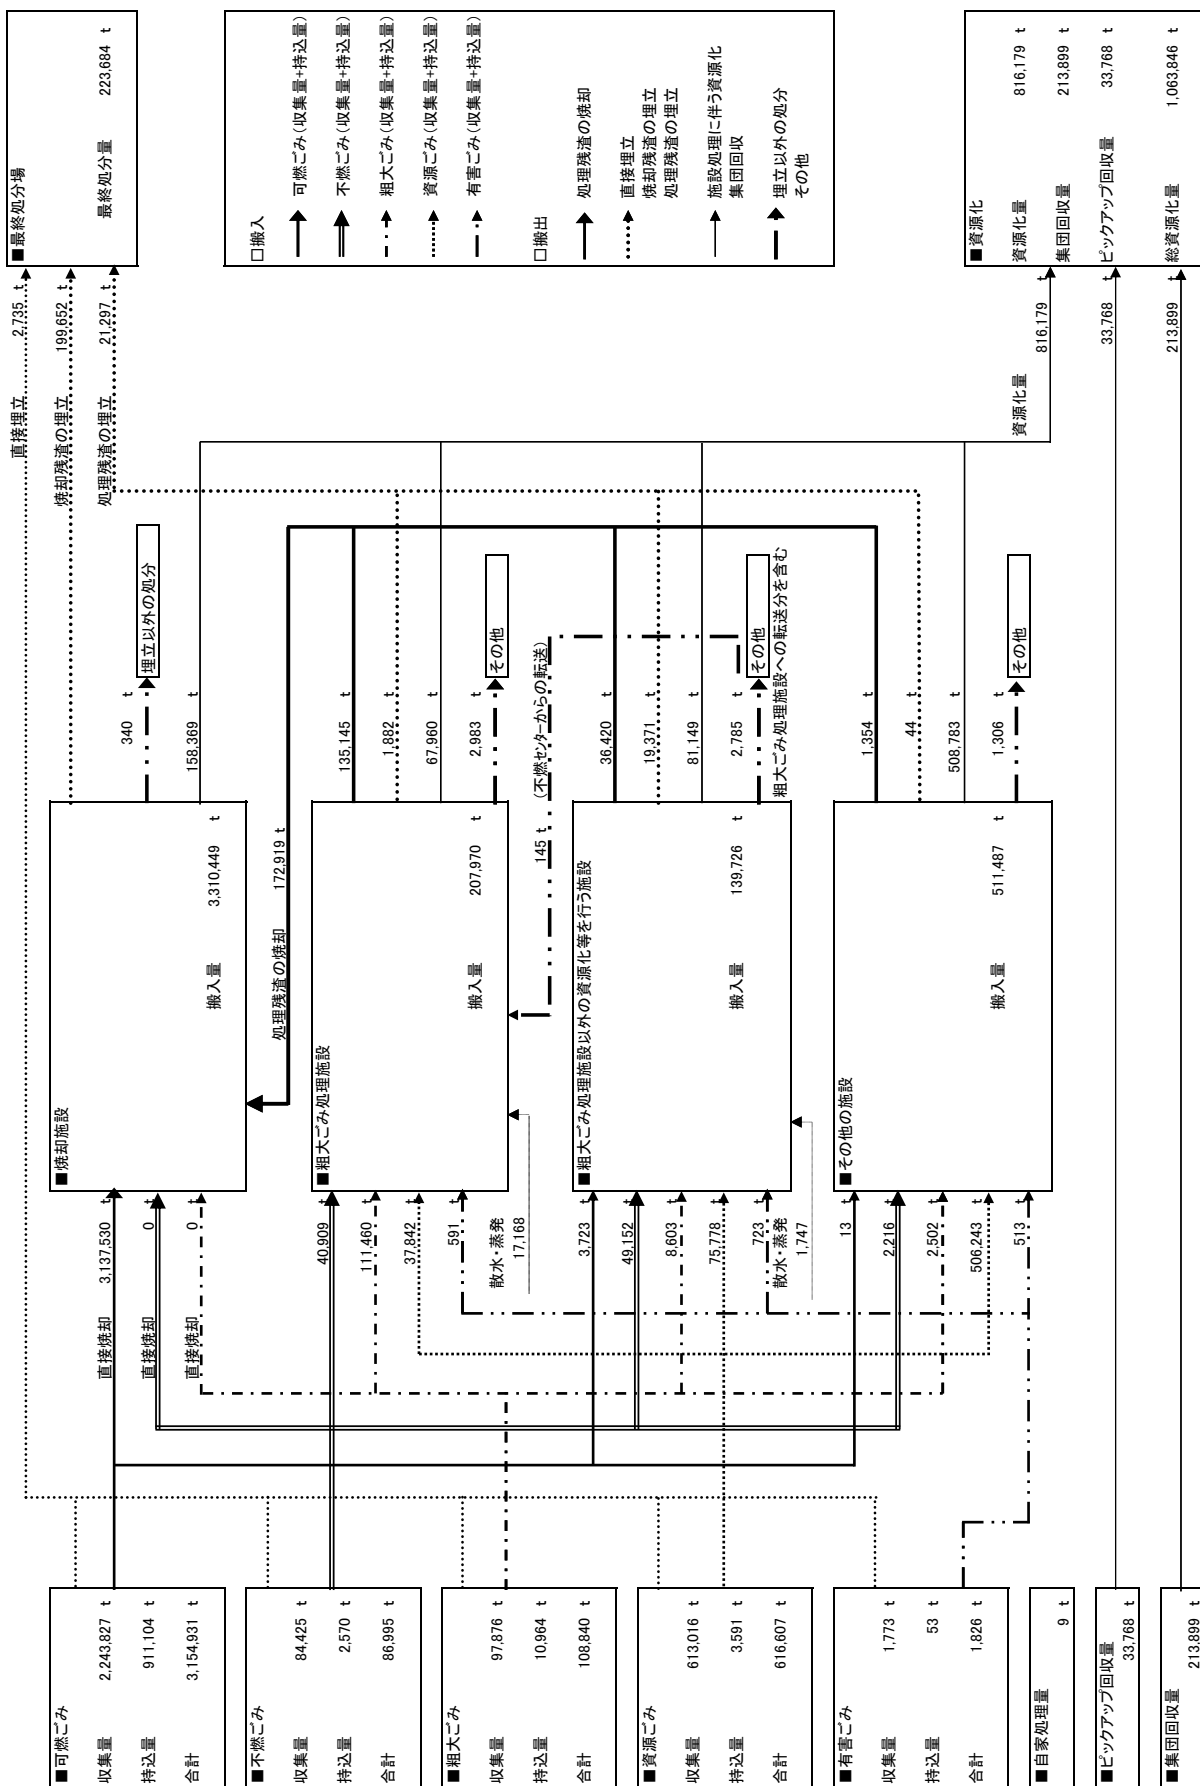 ■可燃ごみ
収集量 2,243,827 t
持込量 911,104 t
合計 3,154,931 t
■不燃ごみ
収集量 84,425 t
持込量 2,570 t
合計 86,995 t
■粗大ごみ
収集量 97,876 t
持込量 10,964 t
合計 108,840 t
■資源ごみ
収集量 613,016 t
持込量 3,591 t
合計 616,607 t
■有害ごみ
収集量 1,773 t
持込量 53 t
合計 1,826 t
■自家処理量
9 t
■ピックアップ回収量
33,768 t
■集団回収量
213,899 t
直接焼却 3,137,530 t
直接焼却 0 t
直接焼却 0 t
40,909 t
111,460 t
37,842 t
591 t
散水・蒸発
17,168
3,723 t
49,152 t
8,603 t
75,778 t
723 t
散水・蒸発
1,747
13 t
2,216 t
2,502 t
506,243 t
513 t
■焼却施設
搬入量 3,310,449 t
処理残渣の焼却 172,919 t
■粗大ごみ処理施設
搬入量 207,970 t
145 t (不燃センターからの転送)
■粗大ごみ処理施設以外の資源化等を行う施設
搬入量 139,726 t
■その他の施設
搬入量 511,487 t
340 t
埋立以外の処分
158,369 t
135,145 t
1,882 t
67,960 t
2,983 t
その他
36,420 t
19,371 t
81,149 t
2,785 t
その他
粗大ごみ処理施設への転送分を含む
1,354 t
44 t
508,783 t
1,306 t
その他
直接埋立 2,735 t
焼却残渣の埋立 199,652 t
処理残渣の埋立 21,297 t
資源化量 816,179 t
33,768 t
213,899 t
■最終処分場
最終処分量 223,684 t
□搬入
可燃ごみ(収集量+持込量)
不燃ごみ(収集量+持込量)
粗大ごみ(収集量+持込量)
資源ごみ(収集量+持込量)
有害ごみ(収集量+持込量)
□搬出
処理残渣の焼却
直接埋立
焼却残渣の埋立
処理残渣の埋立
施設処理に伴う資源化
集団回収
埋立以外の処分
その他
■資源化
資源化量 816,179 t
集団回収量 213,899 t
ピックアップ回収量 33,768 t
総資源化量 1,063,846 t